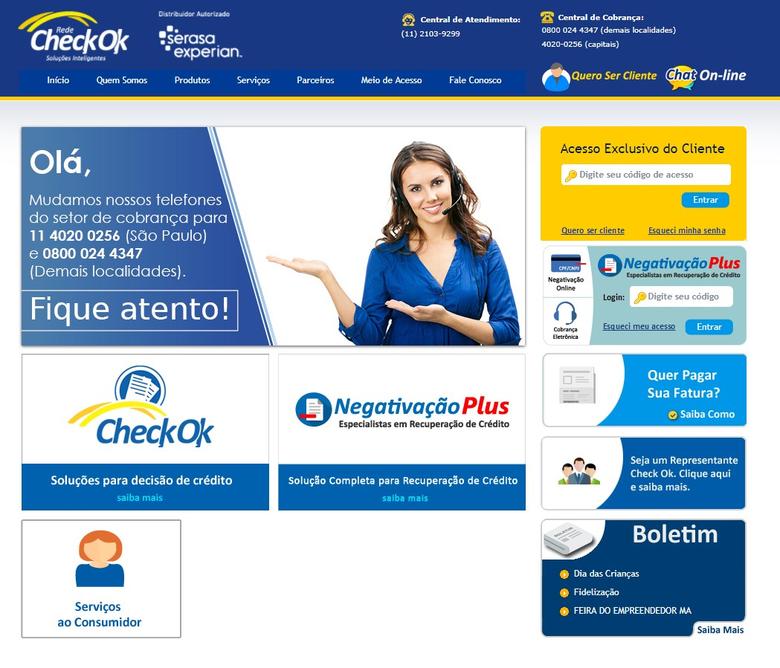 Rede
CheckOk
Soluções Inteligentes
Distribuidor Autorizado
Serasa
experian.
Central de Atendimento:
(11) 2103-9299
Central de Cobrança:
0800 024 4347 (demais localidades)
4020-0256 (capitais)
Início
Quem Somos
Produtos
Serviços
Parceiros
Meio de Acesso
Fale Conosco
Quero Ser Cliente
Chat On-line
Olá,
Mudamos nossos telefones
do setor de cobrança para
11 4020 0256 (São Paulo)
e 0800 024 4347
(Demais localidades).
Fique atento!
Acesso Exclusivo do Cliente
Digite seu código de acesso
Entrar
Quero ser cliente
Esqueci minha senha
CPF/CNPJ
Negativação
Online
Cobrança
Eletrônica
Negativação Plus
Especialistas em Recuperação de Crédito
Login:
Digite seu código
Esqueci meu acesso
Entrar
CheckOk
Soluções para decisão de crédito
saiba mais
Negativação Plus
Especialistas em Recuperação de Crédito
Solução Completa para Recuperação de Crédito
saiba mais
Quer Pagar
Sua Fatura?
Saiba Como
Seja um Representante
Check Ok. Clique aqui
e saiba mais.
Serviços
ao Consumidor
BOLETIM
Boletim
Dia das Crianças
Fidelização
FEIRA DO EMPREENDEDOR MA
Saiba Mais